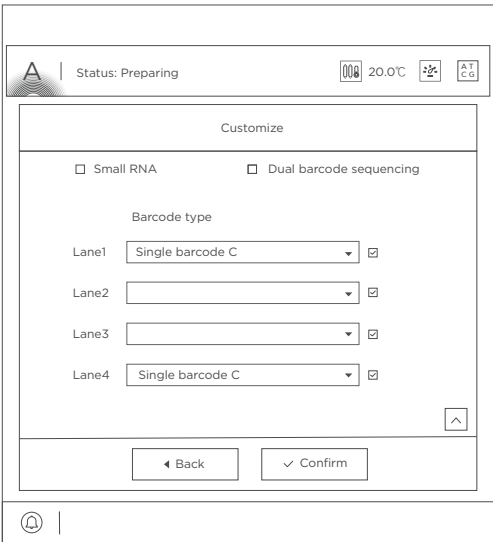 A
Status: Preparing
20.0℃
A T
C G
Customize
Small RNA
Dual barcode sequencing
Barcode type
Lane1 Single barcode C
Lane2
Lane3
Lane4 Single barcode C
Back
Confirm